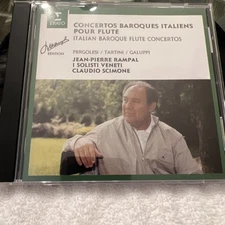 ERATO
CONCERTOS BAROQUES ITALIENS
POUR FLUTE
ITALIAN BAROQUE FLUTE CONCERTOS
PERGOLESI / TARTINI / GALUPPI
JEAN-PIERRE RAMPAL
I SOLISTI VENETI
CLAUDIO SCIMONE